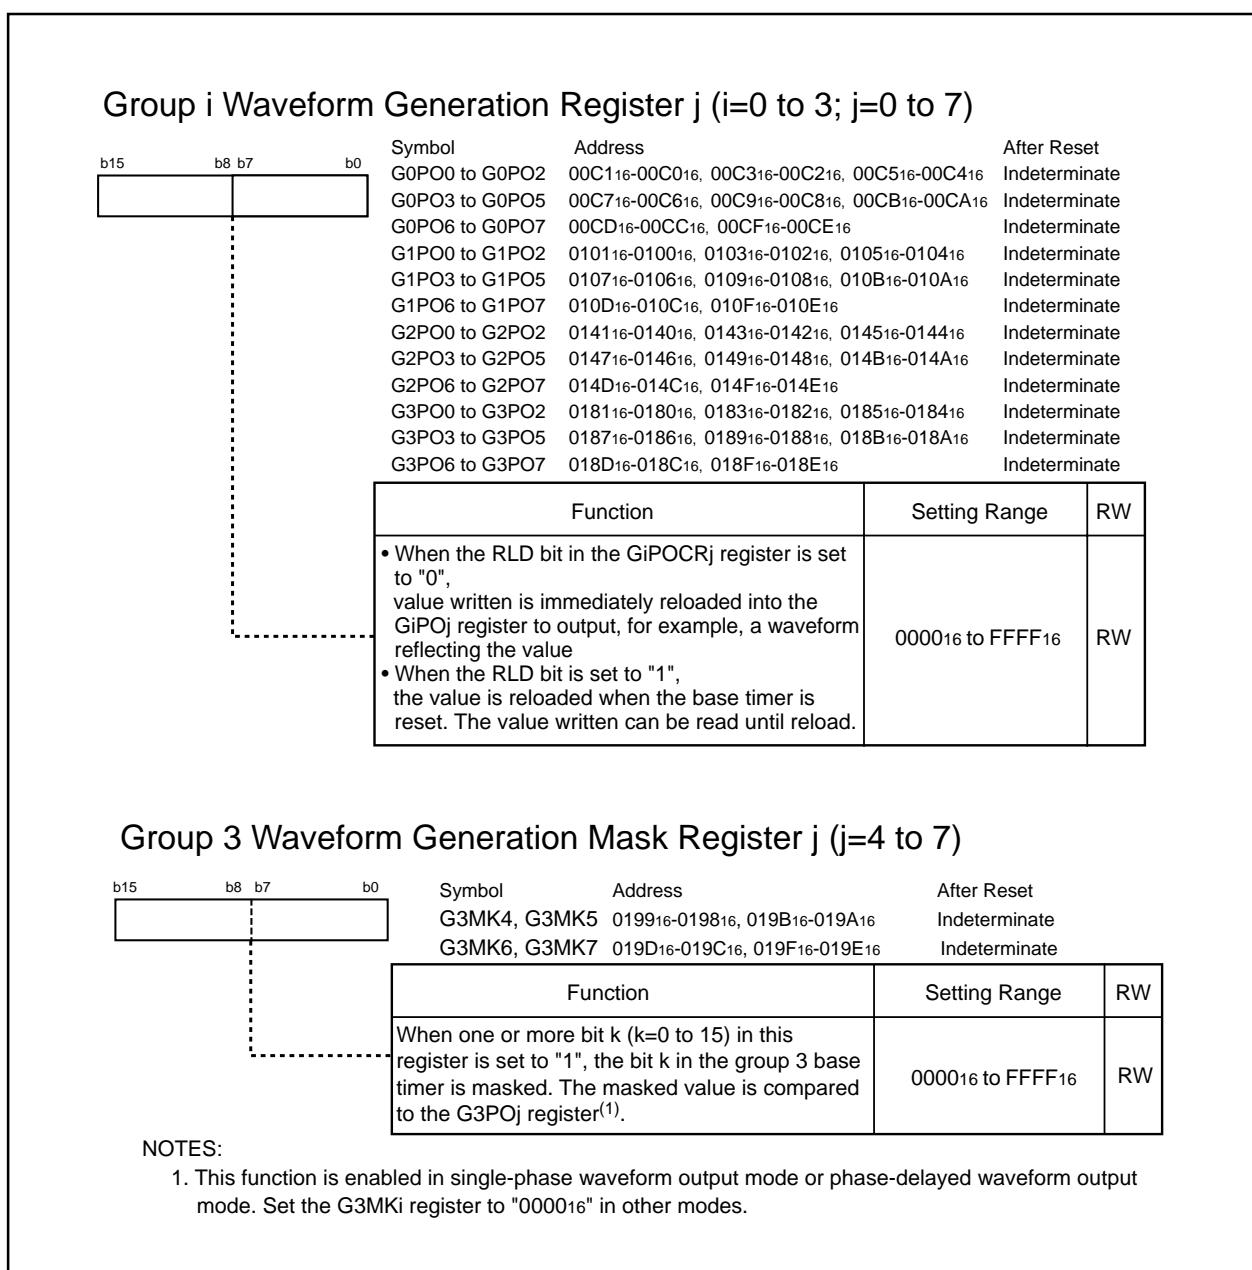 Group i Waveform Generation Register j (i=0 to 3; j=0 to 7)
b15 b8 b7 b0
Symbol Address After Reset
G0PO0 to G0PO2 00C116-00C016, 00C316-00C216, 00C516-00C416 Indeterminate
G0PO3 to G0PO5 00C716-00C616, 00C916-00C816, 00CB16-00CA16 Indeterminate
G0PO6 to G0PO7 00CD16-00CC16, 00CF16-00CE16 Indeterminate
G1PO0 to G1PO2 010116-010016, 010316-010216, 010516-010416 Indeterminate
G1PO3 to G1PO5 010716-010616, 010916-010816, 010B16-010A16 Indeterminate
G1PO6 to G1PO7 010D16-010C16, 010F16-010E16 Indeterminate
G2PO0 to G2PO2 014116-014016, 014316-014216, 014516-014416 Indeterminate
G2PO3 to G2PO5 014716-014616, 014916-014816, 014B16-014A16 Indeterminate
G2PO6 to G2PO7 014D16-014C16, 014F16-014E16 Indeterminate
G3PO0 to G3PO2 018116-018016, 018316-018216, 018516-018416 Indeterminate
G3PO3 to G3PO5 018716-018616, 018916-018816, 018B16-018A16 Indeterminate
G3PO6 to G3PO7 018D16-018C16, 018F16-018E16 Indeterminate
Function Setting Range RW
• When the RLD bit in the GiPOCRj register is set
to "0",
value written is immediately reloaded into the
GiPOj register to output, for example, a waveform
reflecting the value
• When the RLD bit is set to "1",
the value is reloaded when the base timer is
reset. The value written can be read until reload.
000016 to FFFF16 RW
Group 3 Waveform Generation Mask Register j (j=4 to 7)
b15 b8 b7 b0
Symbol Address After Reset
G3MK4, G3MK5 019916-019816, 019B16-019A16 Indeterminate
G3MK6, G3MK7 019D16-019C16, 019F16-019E16 Indeterminate
Function Setting Range RW
When one or more bit k (k=0 to 15) in this
register is set to "1", the bit k in the group 3 base
timer is masked. The masked value is compared
to the G3POj register(1).
000016 to FFFF16 RW
NOTES:
1. This function is enabled in single-phase waveform output mode or phase-delayed waveform output
mode. Set the G3MKi register to "000016" in other modes.